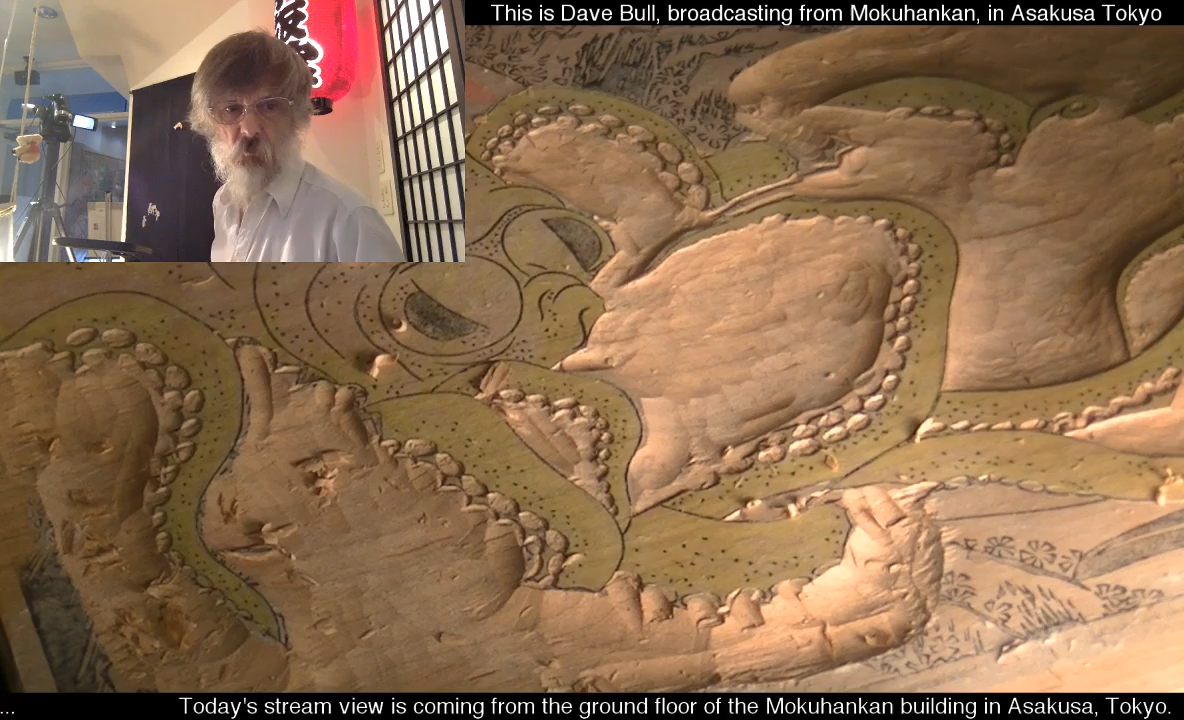 This is Dave Bull, broadcasting from Mokuhankan, in Asakusa Tokyo
... Today's stream view is coming from the ground floor of the Mokuhankan building in Asakusa, Tokyo.